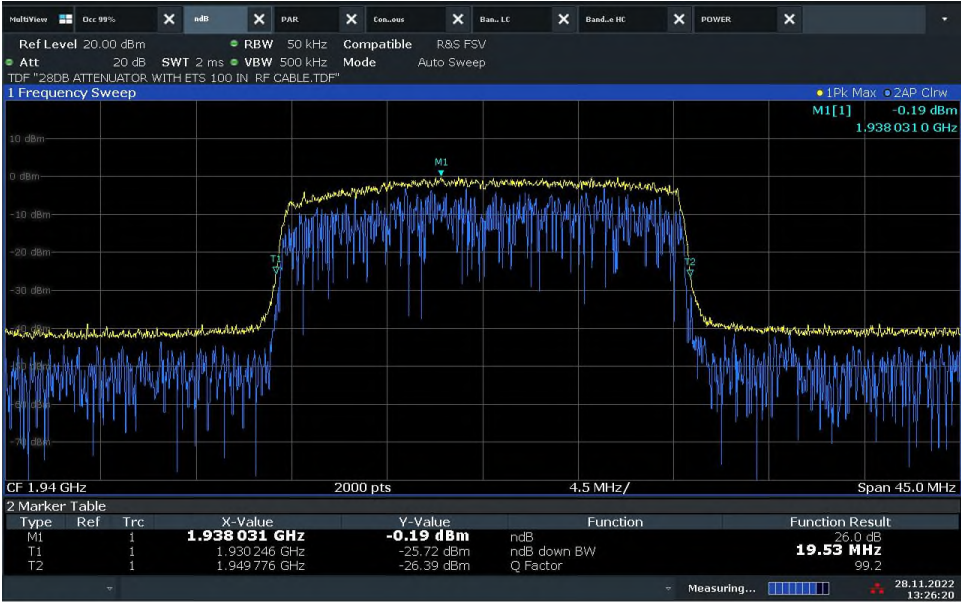 MultiView Occ 99% ndB PAR Con..ous Ban.. LC Band..e HC POWER
Ref Level 20.00 dBm RBW 50 kHz Compatible R&S FSV
Att 20 dB SWT 2 ms VBW 500 kHz Mode Auto Sweep
TDF "28DB ATTENUATOR WITH ETS 100 IN RF CABLE.TDF"
1 Frequency Sweep 1Pk Max 2AP Clrw
M1[1] -0.19 dBm
1.938 031 0 GHz
10 dBm
M1
0 dBm
-10 dBm
-20 dBm
T1 T2
-30 dBm
-40 dBm
-50 dBm
-60 dBm
-70 dBm
CF 1.94 GHz 2000 pts 4.5 MHz/ Span 45.0 MHz
2 Marker Table
Type Ref Trc X-Value Y-Value Function Function Result
M1 1 1.938 031 GHz -0.19 dBm ndB 26.0 dB
T1 1 1.930 246 GHz -25.72 dBm ndB down BW 19.53 MHz
T2 1 1.949 776 GHz -26.39 dBm Q Factor 99.2
Measuring... 28.11.2022
13:26:20